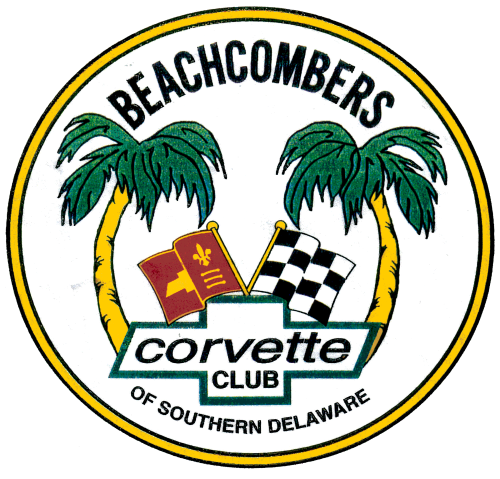 BEACHCOMBERS
corvette
CLUB
OF SOUTHERN DELAWARE